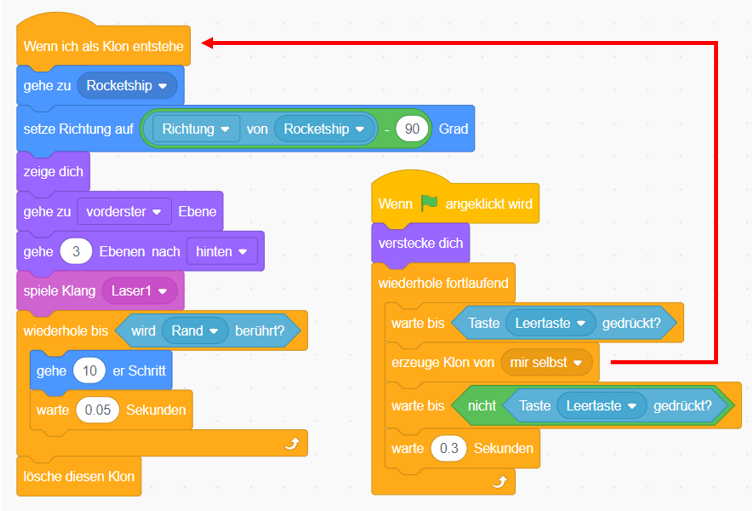 Wenn ich als Klon entstehe
gehe zu Rocketship
setze Richtung auf Richtung von Rocketship - 90 Grad
zeige dich
gehe zu vorderster Ebene
gehe 3 Ebenen nach hinten
spiele Klang Laser1
wiederhole bis wird Rand berührt?
gehe 10 er Schritt
warte 0.05 Sekunden
lösche diesen Klon
Wenn angeklickt wird
verstecke dich
wiederhole fortlaufend
warte bis Taste Leertaste gedrückt?
erzeuge Klon von mir selbst
warte bis nicht Taste Leertaste gedrückt?
warte 0.3 Sekunden